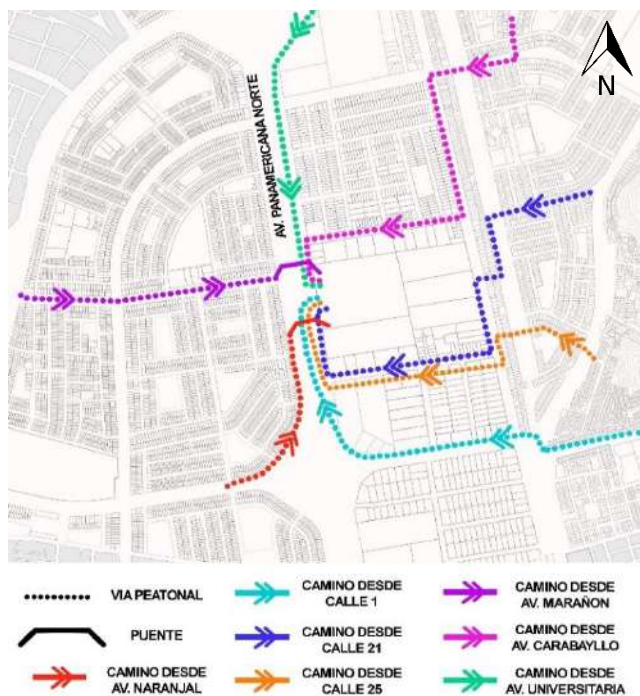 N
AV. PANAMERICANA NORTE
VIA PEATONAL
PUENTE
CAMINO DESDE
AV. NARANJAL
CAMINO DESDE
CALLE 1
CAMINO DESDE
CALLE 21
CAMINO DESDE
CALLE 25
CAMINO DESDE
AV. MARAÑON
CAMINO DESDE
AV. CARABAYLLO
CAMINO DESDE
AV. UNIVERSITARIA